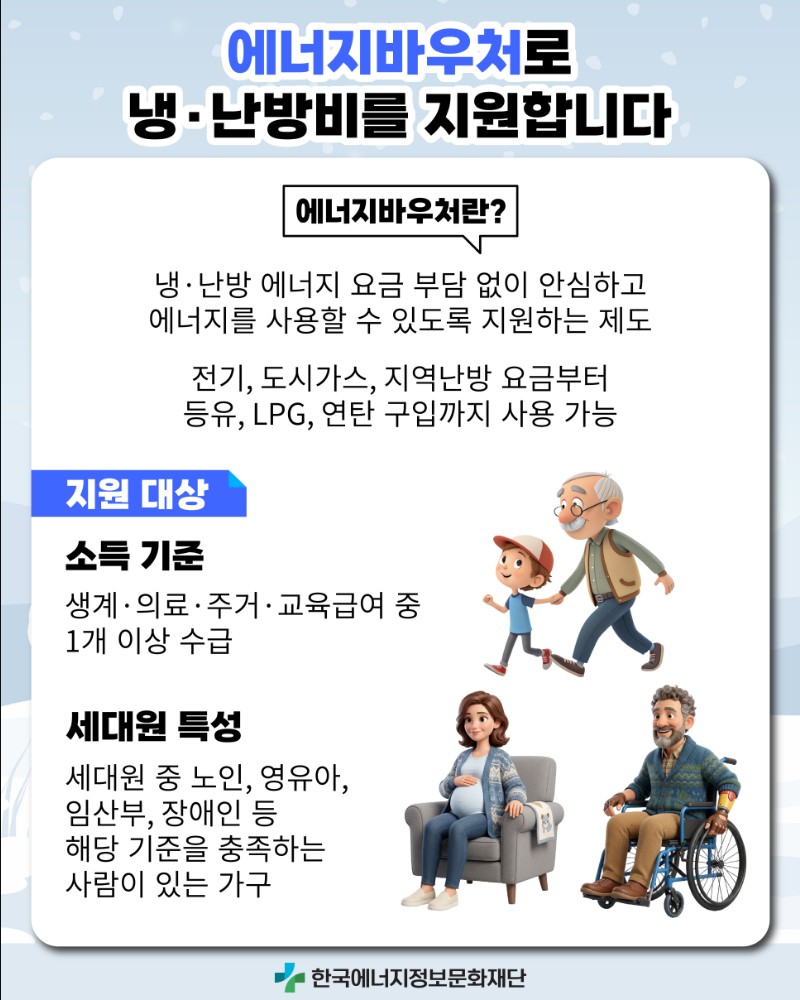 에너지바우처로
냉·난방비를 지원합니다
에너지바우처란?
냉·난방 에너지 요금 부담 없이 안심하고
에너지를 사용할 수 있도록 지원하는 제도
전기, 도시가스, 지역난방 요금부터
등유, LPG, 연탄 구입까지 사용 가능
지원 대상
소득 기준
생계·의료·주거·교육급여 중
1개 이상 수급
세대원 특성
세대원 중 노인, 영유아,
임산부, 장애인 등
해당 기준을 충족하는
사람이 있는 가구
한국에너지정보문화재단